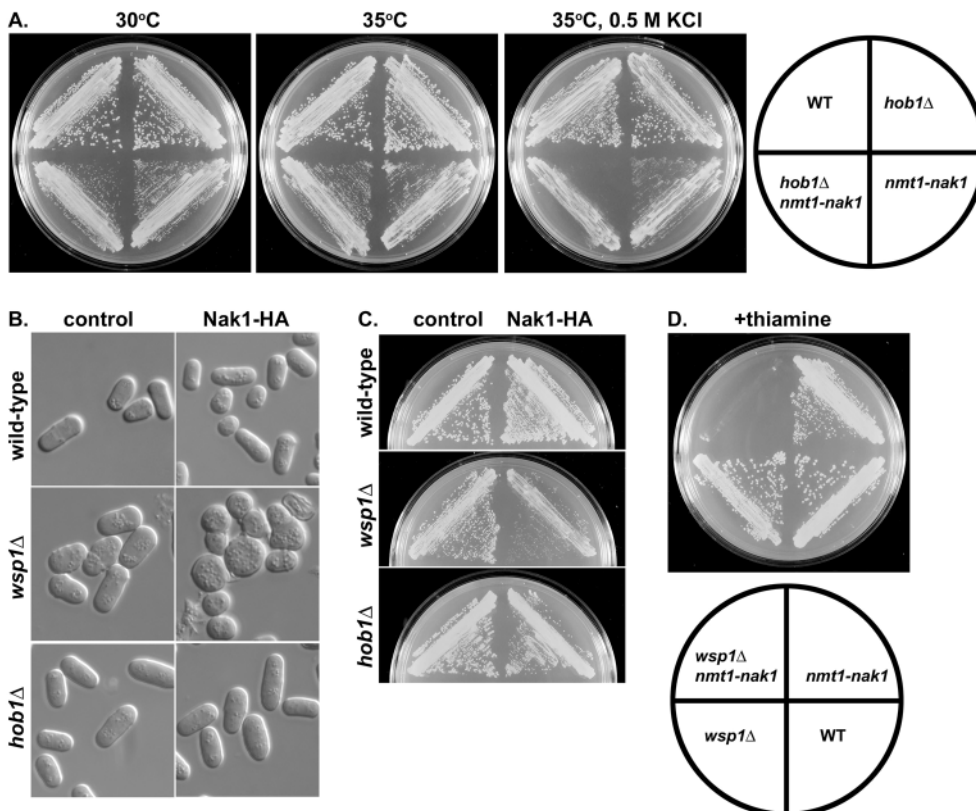 A.
30°C
35°C
35°C, 0.5 M KCl
WT
hob1Δ
hob1Δ
nmt1-nak1
nmt1-nak1
B.
control
Nak1-HA
wild-type
wsp1Δ
hob1Δ
C.
control
Nak1-HA
wild-type
wsp1Δ
hob1Δ
D.
+thiamine
wsp1Δ
nmt1-nak1
nmt1-nak1
wsp1Δ
WT